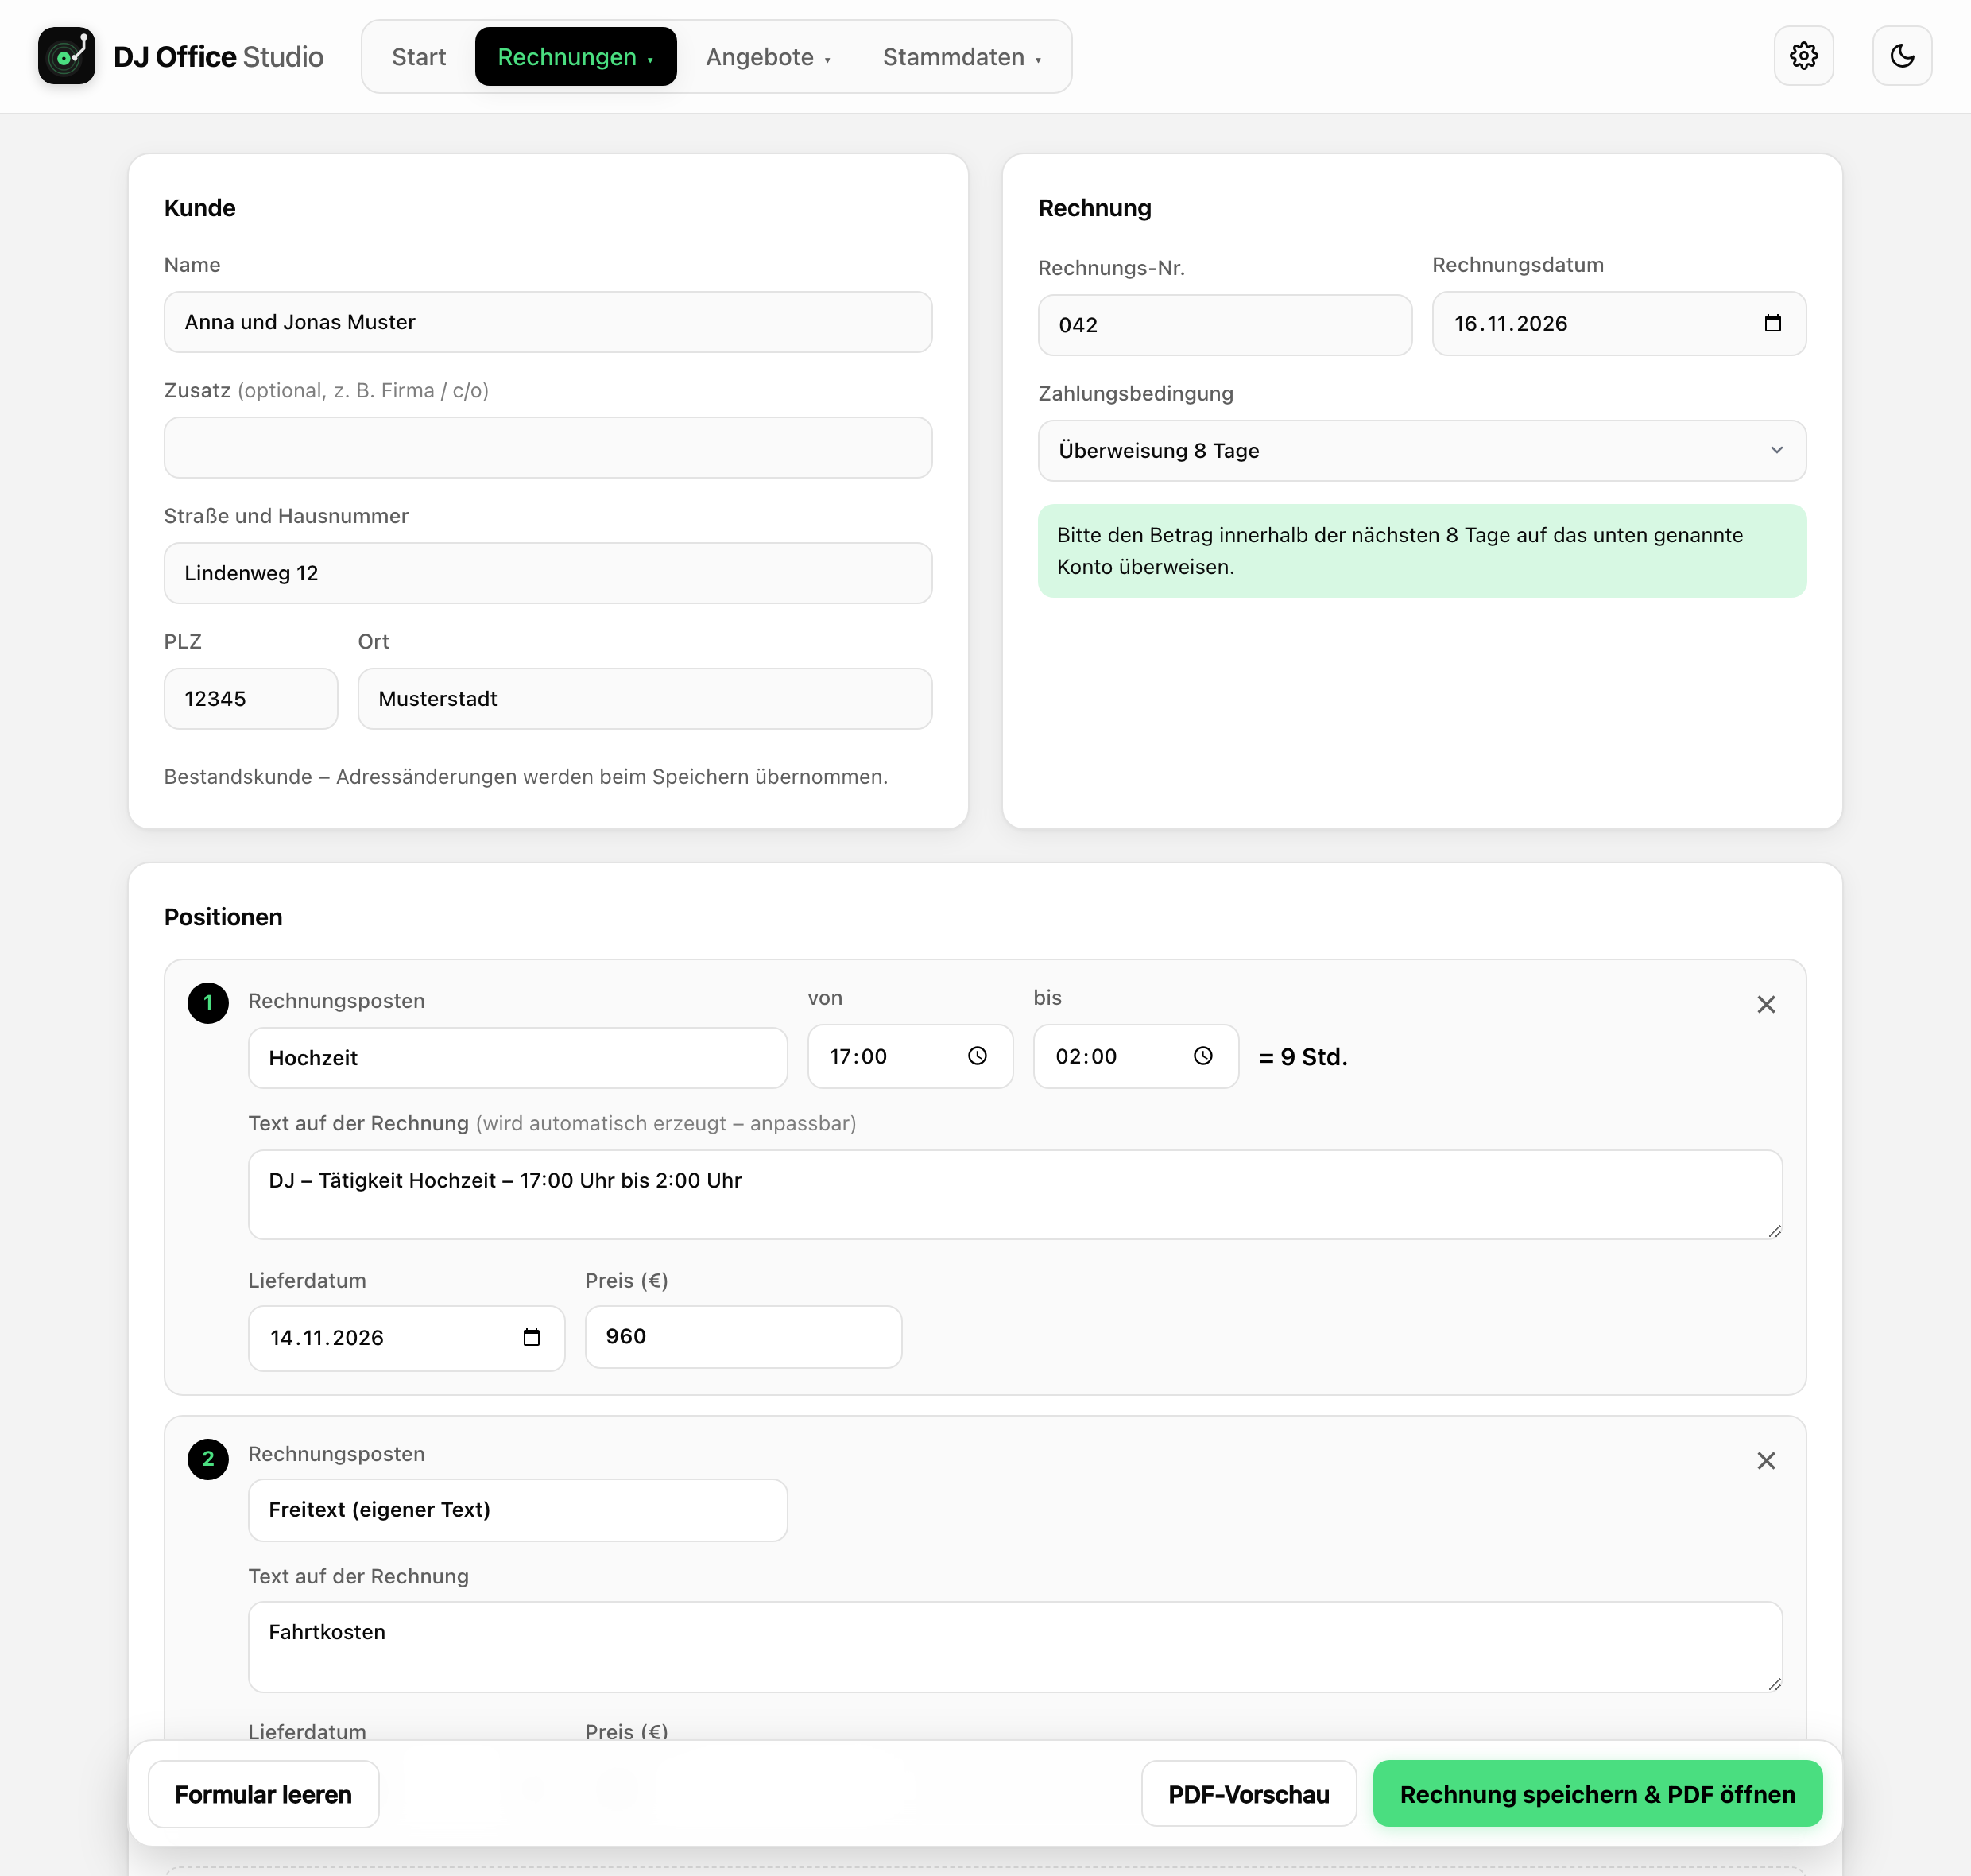 DJ Office Studio
Start
Rechnungen
Angebote
Stammdaten
Kunde
Name
Anna und Jonas Muster
Zusatz (optional, z. B. Firma / c/o)
Straße und Hausnummer
Lindenweg 12
PLZ
Ort
12345
Musterstadt
Bestandskunde – Adressänderungen werden beim Speichern übernommen.
Rechnung
Rechnungs-Nr.
Rechnungsdatum
042
16.11.2026
Zahlungsbedingung
Überweisung 8 Tage
Bitte den Betrag innerhalb der nächsten 8 Tage auf das unten genannte
Konto überweisen.
Positionen
1
Rechnungsposten
von
bis
Hochzeit
17:00
02:00
= 9 Std.
Text auf der Rechnung (wird automatisch erzeugt – anpassbar)
DJ – Tätigkeit Hochzeit – 17:00 Uhr bis 2:00 Uhr
Lieferdatum
Preis (€)
14.11.2026
960
2
Rechnungsposten
Freitext (eigener Text)
Text auf der Rechnung
Fahrtkosten
Lieferdatum
Preis (€)
Formular leeren
PDF-Vorschau
Rechnung speichern & PDF öffnen